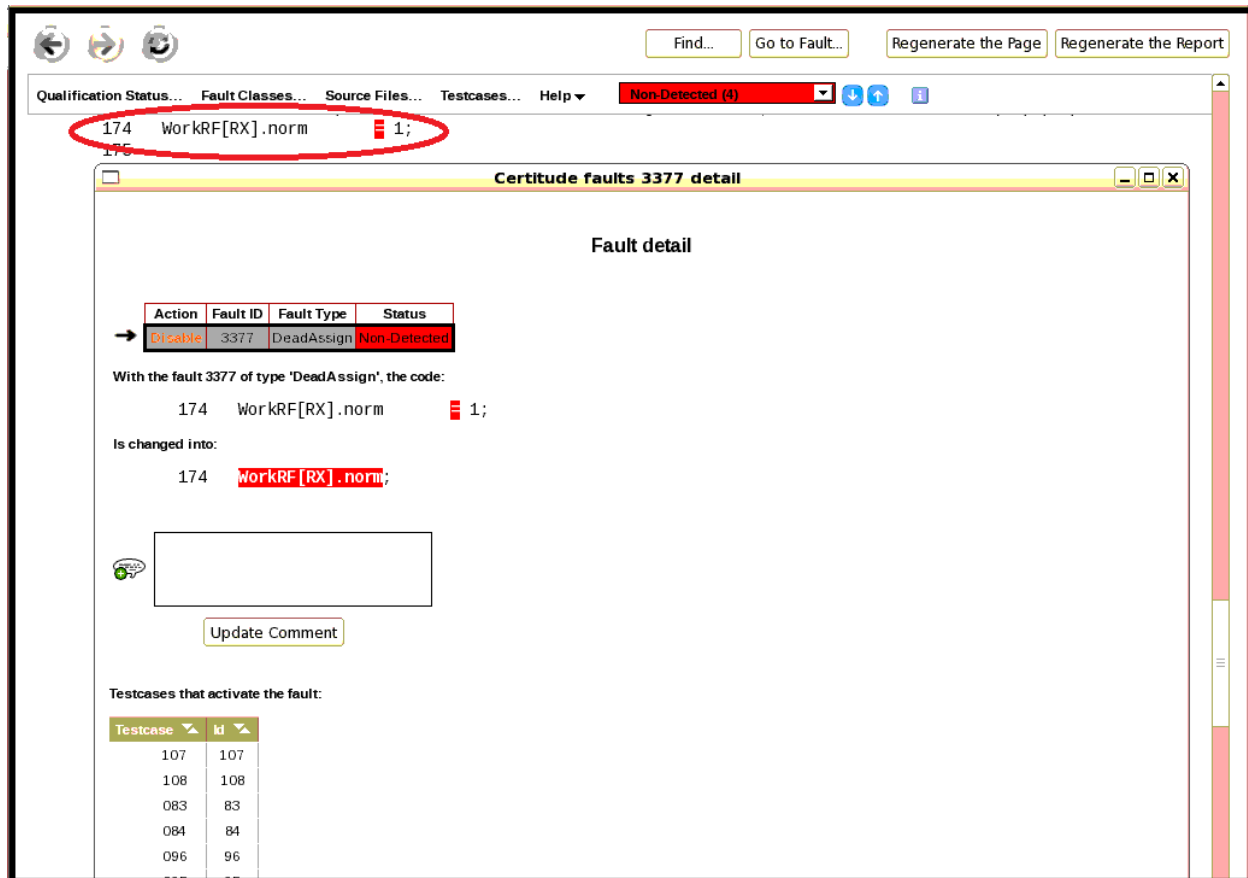 Find... Go to Fault... Regenerate the Page Regenerate the Report
Qualification Status... Fault Classes... Source Files... Testcases... Help Non-Detected (4)
174 WorkRF[RX].norm = 1;
175
Certitude faults 3377 detail
Fault detail
Action Fault ID Fault Type Status
Disable 3377 DeadAssign Non-Detected
With the fault 3377 of type 'DeadAssign', the code:
174 WorkRF[RX].norm = 1;
Is changed into:
174 WorkRF[RX].norm;
Update Comment
Testcases that activate the fault:
Testcase Id
107 107
108 108
083 83
084 84
096 96